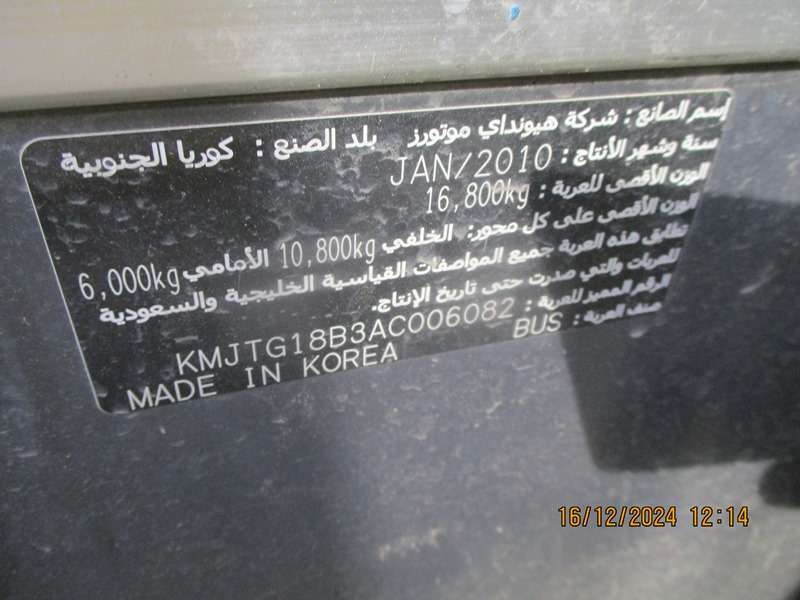 إسم الصانع : شركة هيونداي موتورز بلد الصنع : كوريا الجنوبية
سنة وشهر الأنتاج : JAN/2010
الوزن الأقصى للعربة : 16,800kg
الوزن الأقصى على كل محور: الخلفي 10,800kg الأمامي 6,000kg
تطابق هذه العربة جميع المواصفات القياسية الخليجية والسعودية
للعربات والتي صدرت حتى تاريخ الإنتاج.
الرقم المميز للعربة : KMJTG18B3AC006082
صنف العربة : BUS
MADE IN KOREA
16/12/2024 12:14